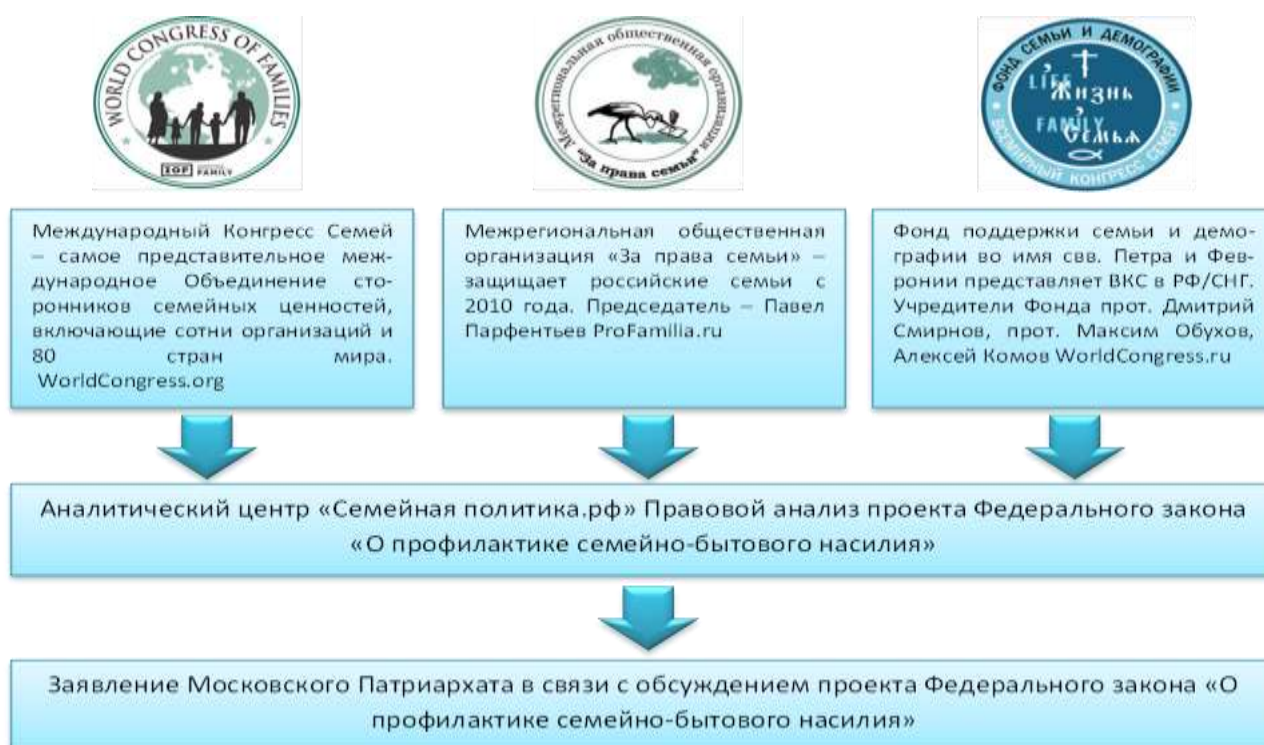 WORLD CONGRESS OF FAMILIES
IOF
FAMILY
Межрегиональная общественная организация
"За права семьи"
ФОНД СЕМЬИ И ДЕМОГРАФИИ
LIFE
Жизнь
FAMILY
Семья
ВСЕМИРНЫЙ КОНГРЕСС СЕМЕЙ
Международный Конгресс Семей
– самое представительное меж-
дународное Объединение сто-
ронников семейных ценностей,
включающие сотни организаций и
80 стран мира.
WorldCongress.org
Межрегиональная общественная
организация «За права семьи» –
защищает российские семьи с
2010 года. Председатель – Павел
Парфентьев ProFamilia.ru
Фонд поддержки семьи и демо-
графии во имя свв. Петра и Фев-
ронии представляет ВКС в РФ/СНГ.
Учредители Фонда прот. Дмитрий
Смирнов, прот. Максим Обухов,
Алексей Комов WorldCongress.ru
Аналитический центр «Семейная политика.рф» Правовой анализ проекта Федерального закона
«О профилактике семейно-бытового насилия»
Заявление Московского Патриархата в связи с обсуждением проекта Федерального закона «О
профилактике семейно-бытового насилия»